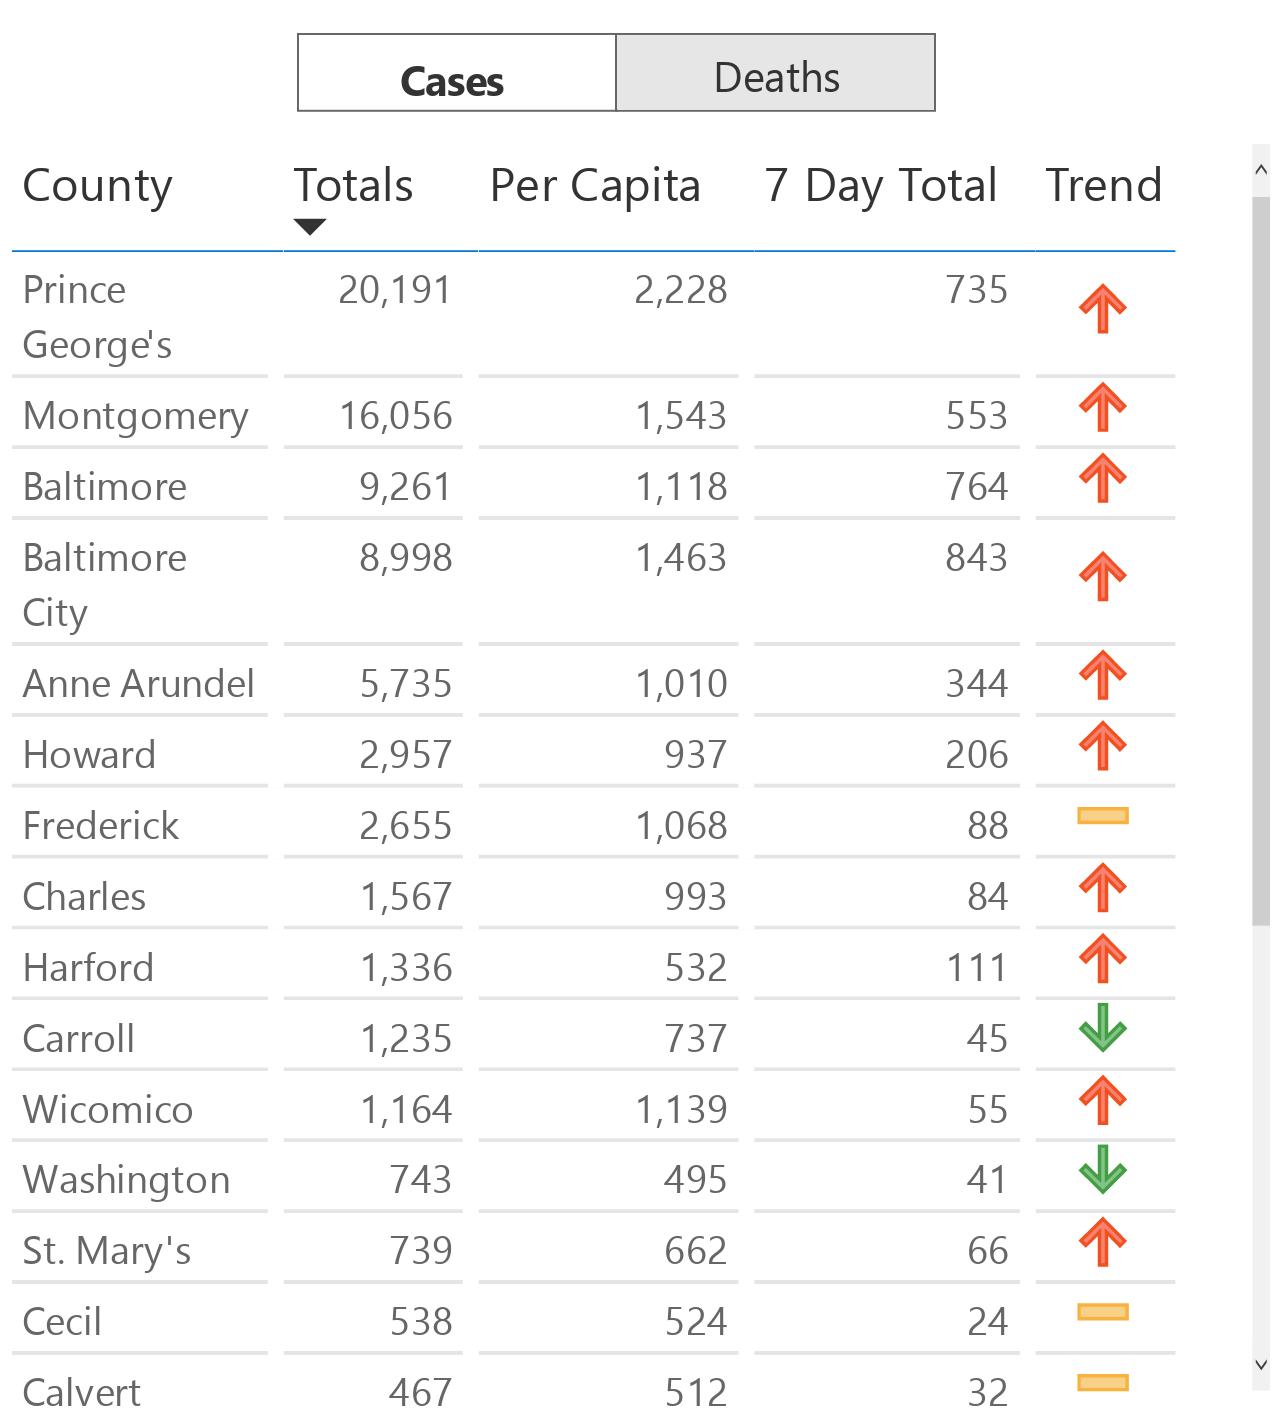 Cases Deaths
County Totals Per Capita 7 Day Total Trend
Prince 20,191 2,228 735
George's
Montgomery 16,056 1,543 553
Baltimore 9,261 1,118 764
Baltimore 8,998 1,463 843
City
Anne Arundel 5,735 1,010 344
Howard 2,957 937 206
Frederick 2,655 1,068 88
Charles 1,567 993 84
Harford 1,336 532 111
Carroll 1,235 737 45
Wicomico 1,164 1,139 55
Washington 743 495 41
St. Mary's 739 662 66
Cecil 538 524 24
Calvert 467 512 32